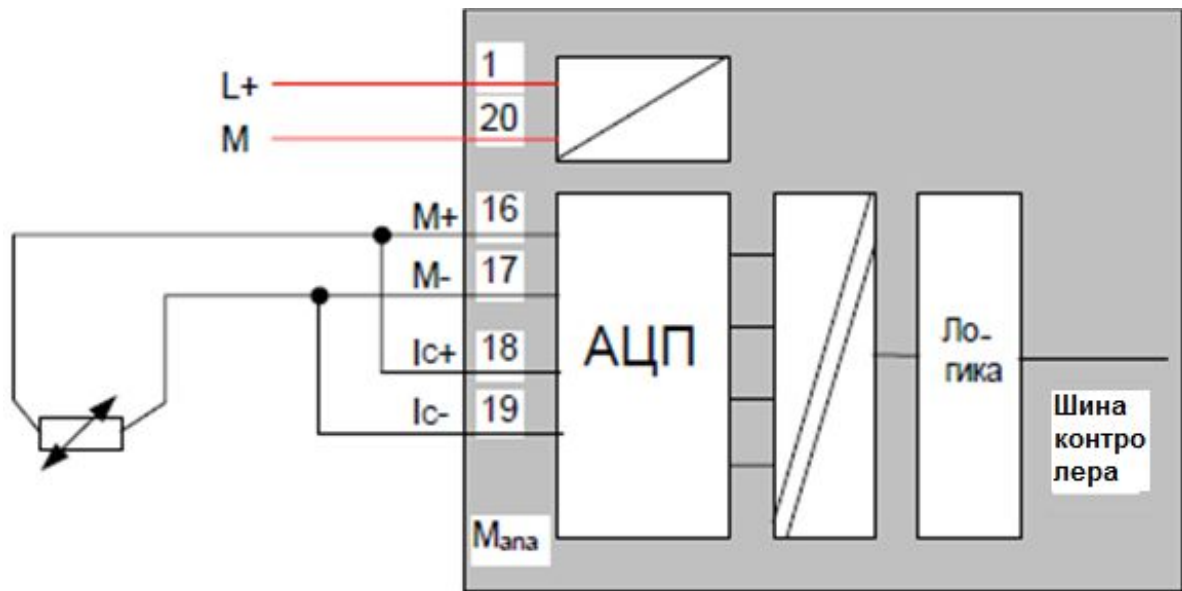 L+
1
M
20
M+
16
M-
17
Ic+
18
Ic-
19
Mana
АЦП
Ло-
гика
Шина
контро
лера